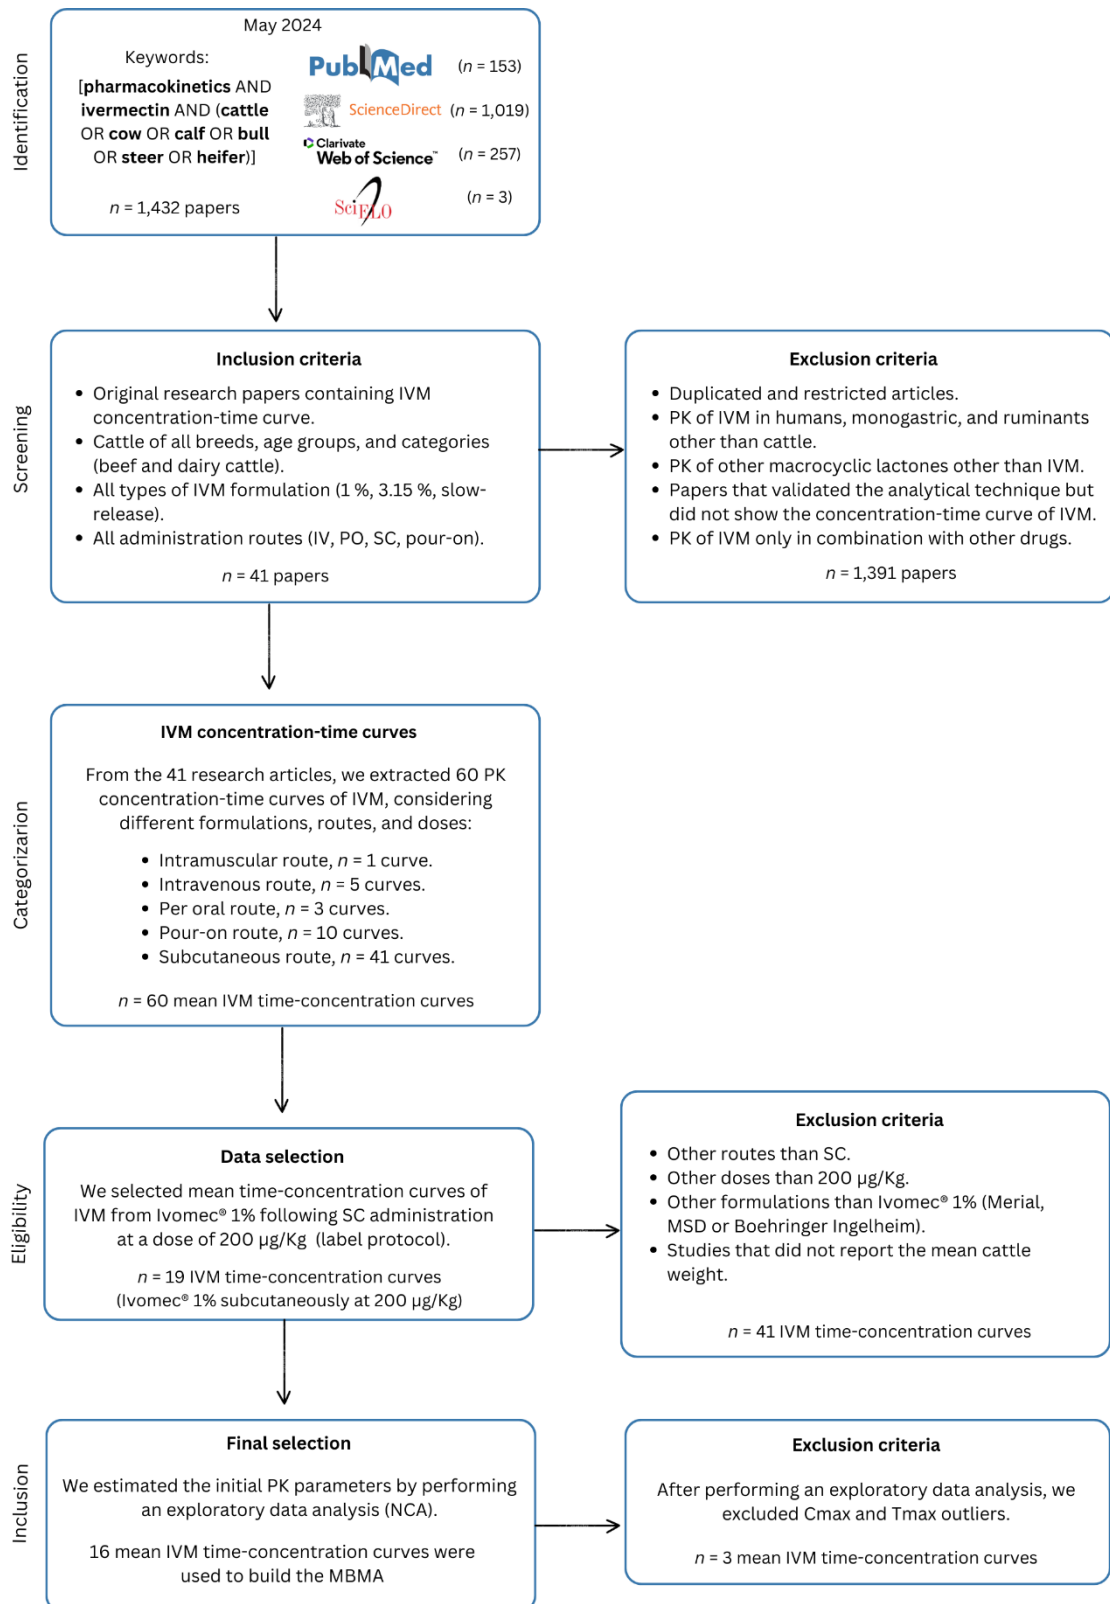 Identification
May 2024
Keywords:
[pharmacokinetics AND
ivermectin AND (cattle
OR cow OR calf OR bull
OR steer OR heifer)]
n = 1,432 papers
PubMed (n = 153)
ScienceDirect (n = 1,019)
Clarivate
Web of Science™ (n = 257)
SciELO (n = 3)
Screening
Inclusion criteria
• Original research papers containing IVM
concentration-time curve.
• Cattle of all breeds, age groups, and categories
(beef and dairy cattle).
• All types of IVM formulation (1 %, 3.15 %, slow-
release).
• All administration routes (IV, PO, SC, pour-on).
n = 41 papers
Exclusion criteria
• Duplicated and restricted articles.
• PK of IVM in humans, monogastric, and ruminants
other than cattle.
• PK of other macrocyclic lactones other than IVM.
• Papers that validated the analytical technique but
did not show the concentration-time curve of IVM.
• PK of IVM only in combination with other drugs.
n = 1,391 papers
Categorizarion
IVM concentration-time curves
From the 41 research articles, we extracted 60 PK
concentration-time curves of IVM, considering
different formulations, routes, and doses:
• Intramuscular route, n = 1 curve.
• Intravenous route, n = 5 curves.
• Per oral route, n = 3 curves.
• Pour-on route, n = 10 curves.
• Subcutaneous route, n = 41 curves.
n = 60 mean IVM time-concentration curves
Eligibility
Data selection
We selected mean time-concentration curves of
IVM from Ivomec® 1% following SC administration
at a dose of 200 µg/Kg (label protocol).
n = 19 IVM time-concentration curves
(Ivomec® 1% subcutaneously at 200 µg/Kg)
Exclusion criteria
• Other routes than SC.
• Other doses than 200 µg/Kg.
• Other formulations than Ivomec® 1% (Merial,
MSD or Boehringer Ingelheim).
• Studies that did not report the mean cattle
weight.
n = 41 IVM time-concentration curves
Inclusion
Final selection
We estimated the initial PK parameters by performing
an exploratory data analysis (NCA).
16 mean IVM time-concentration curves were
used to build the MBMA
Exclusion criteria
After performing an exploratory data analysis, we
excluded Cmax and Tmax outliers.
n = 3 mean IVM time-concentration curves